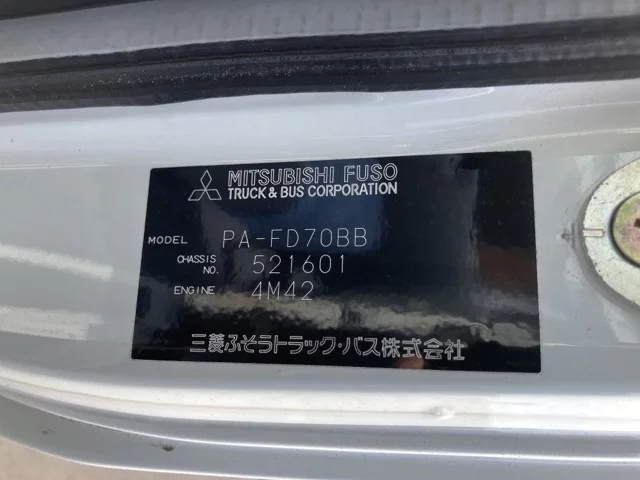 MITSUBISHI FUSO
TRUCK & BUS CORPORATION
MODEL PA-FD70BB
CHASSIS NO. 521601
ENGINE 4M42
三菱ふそうトラック・バス株式会社